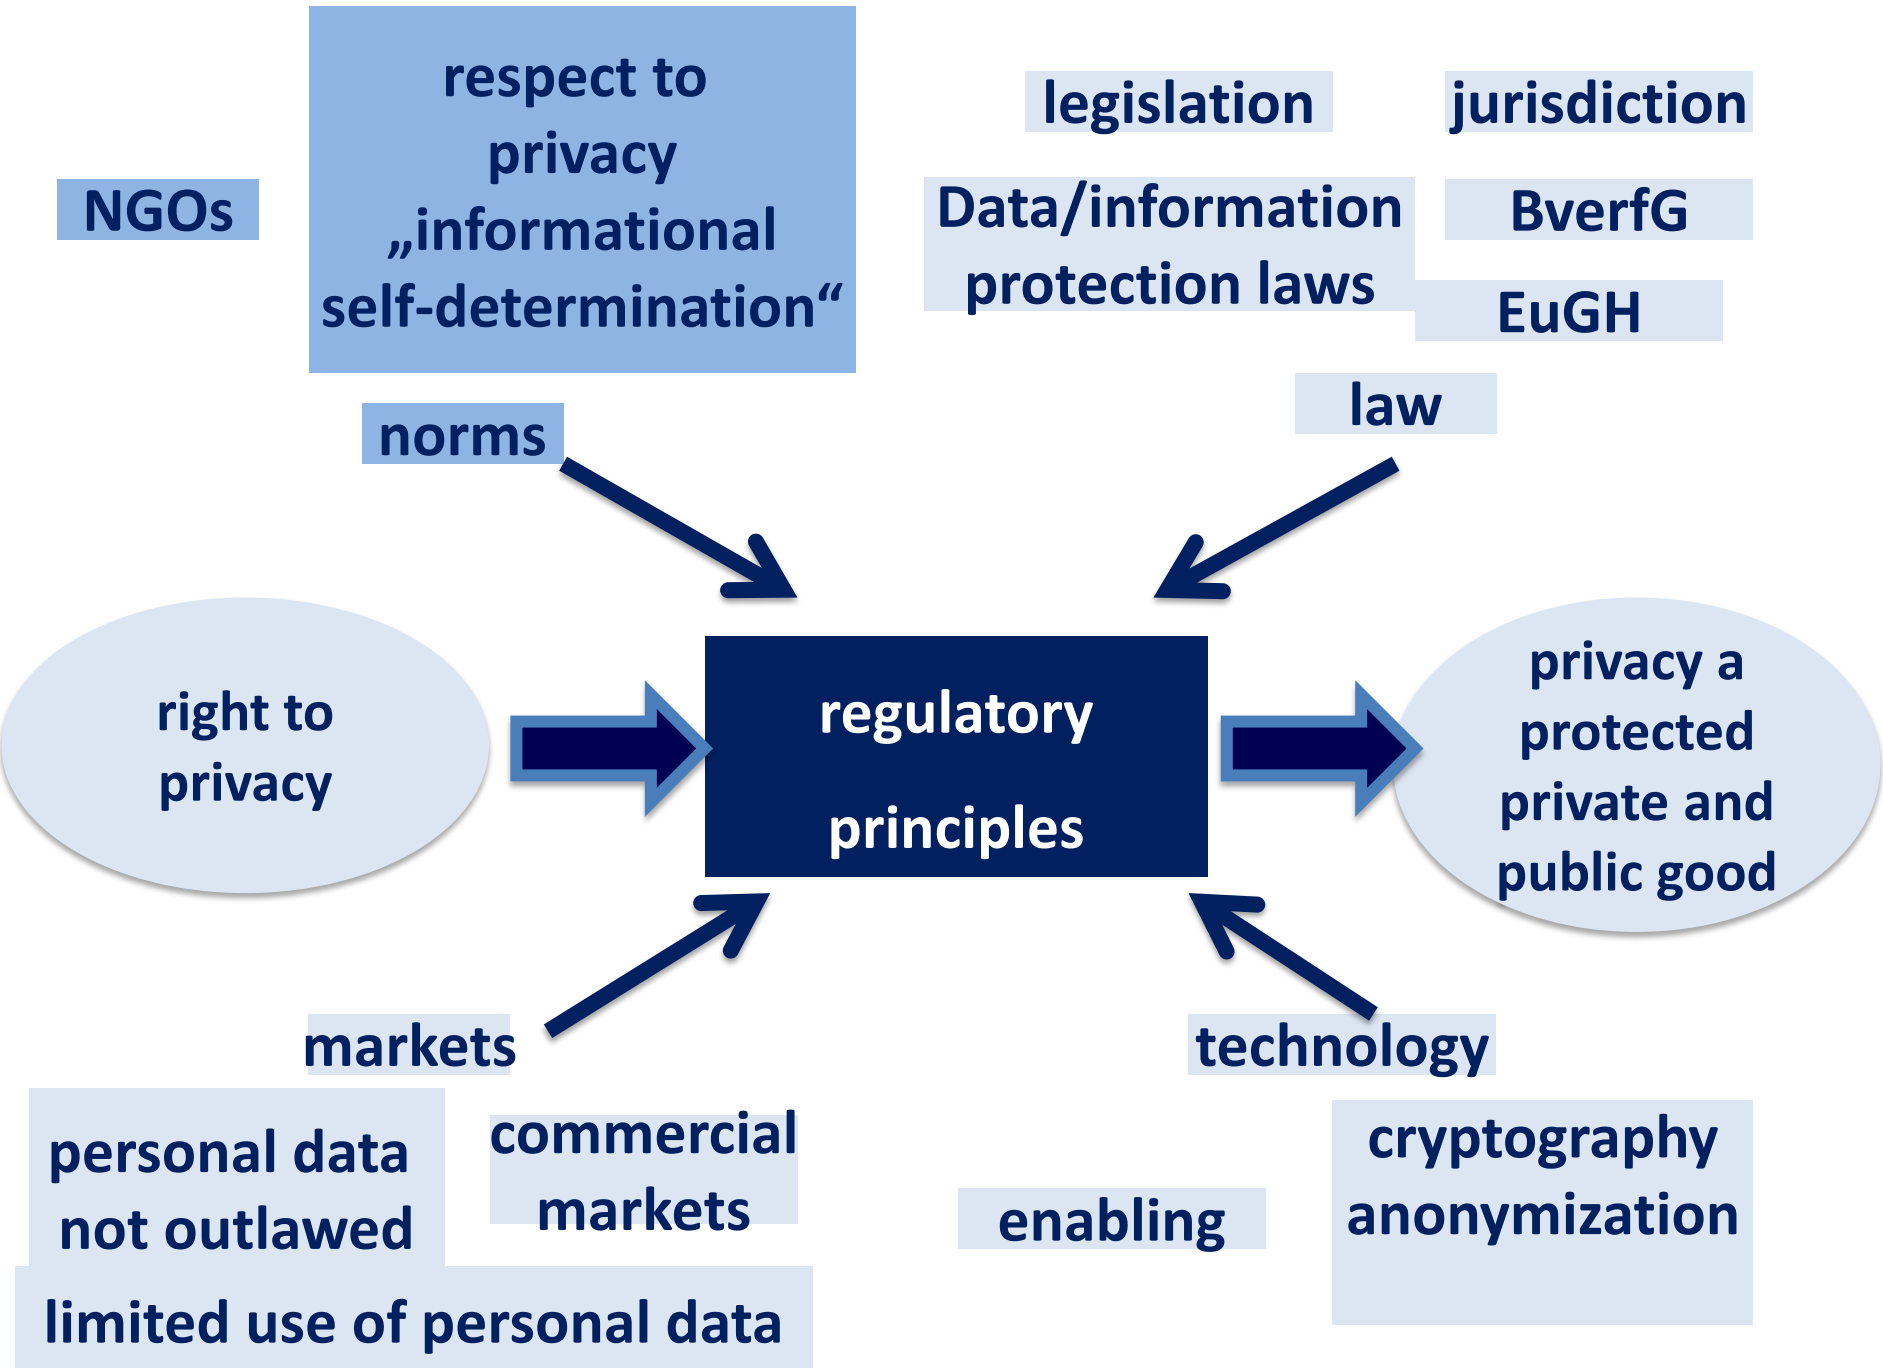 respect to
privacy
„informational
self-determination“
NGOs
norms
legislation
jurisdiction
Data/information
protection laws
BverfG
EuGH
law
right to
privacy
regulatory
principles
privacy a
protected
private and
public good
markets
personal data
not outlawed
commercial
markets
limited use of personal data
technology
enabling
cryptography
anonymization